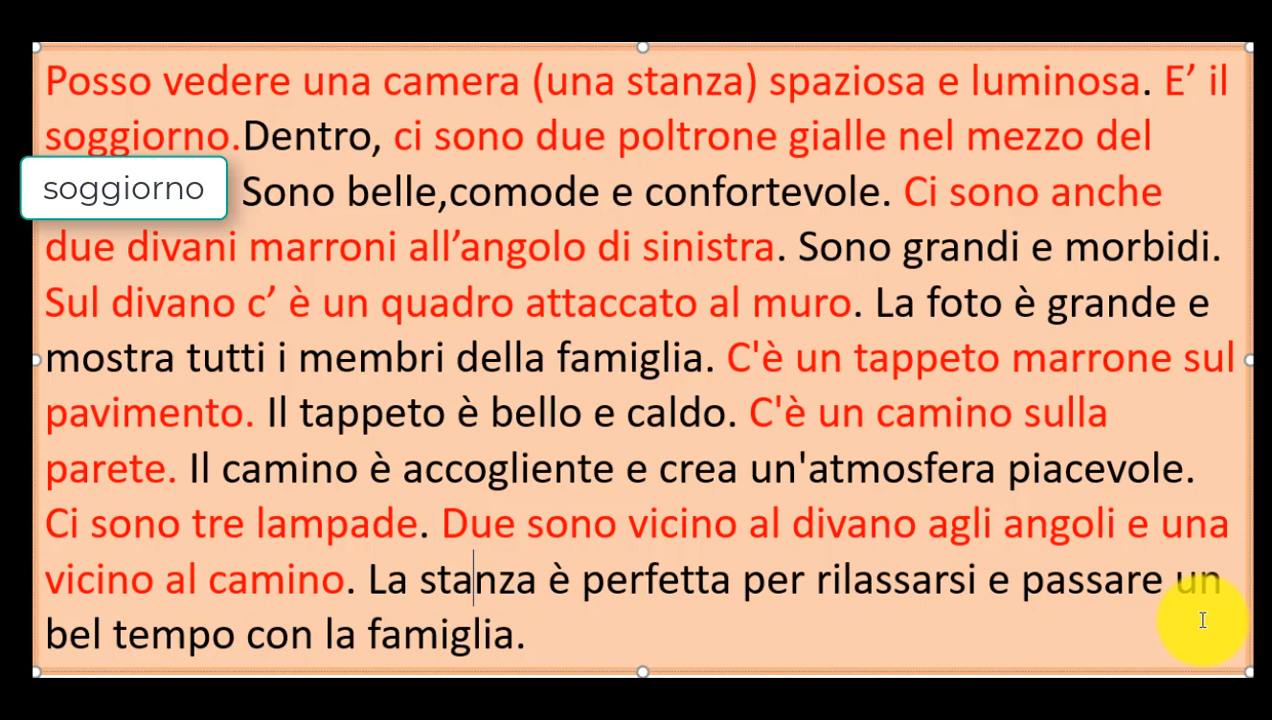 Posso vedere una camera (una stanza) spaziosa e luminosa. E’ il
soggiorno.Dentro, ci sono due poltrone gialle nel mezzo del
soggiorno Sono belle,comode e confortevole. Ci sono anche
due divani marroni all’angolo di sinistra. Sono grandi e morbidi.
Sul divano c’ è un quadro attaccato al muro. La foto è grande e
mostra tutti i membri della famiglia. C'è un tappeto marrone sul
pavimento. Il tappeto è bello e caldo. C'è un camino sulla
parete. Il camino è accogliente e crea un'atmosfera piacevole.
Ci sono tre lampade. Due sono vicino al divano agli angoli e una
vicino al camino. La stanza è perfetta per rilassarsi e passare un
bel tempo con la famiglia.